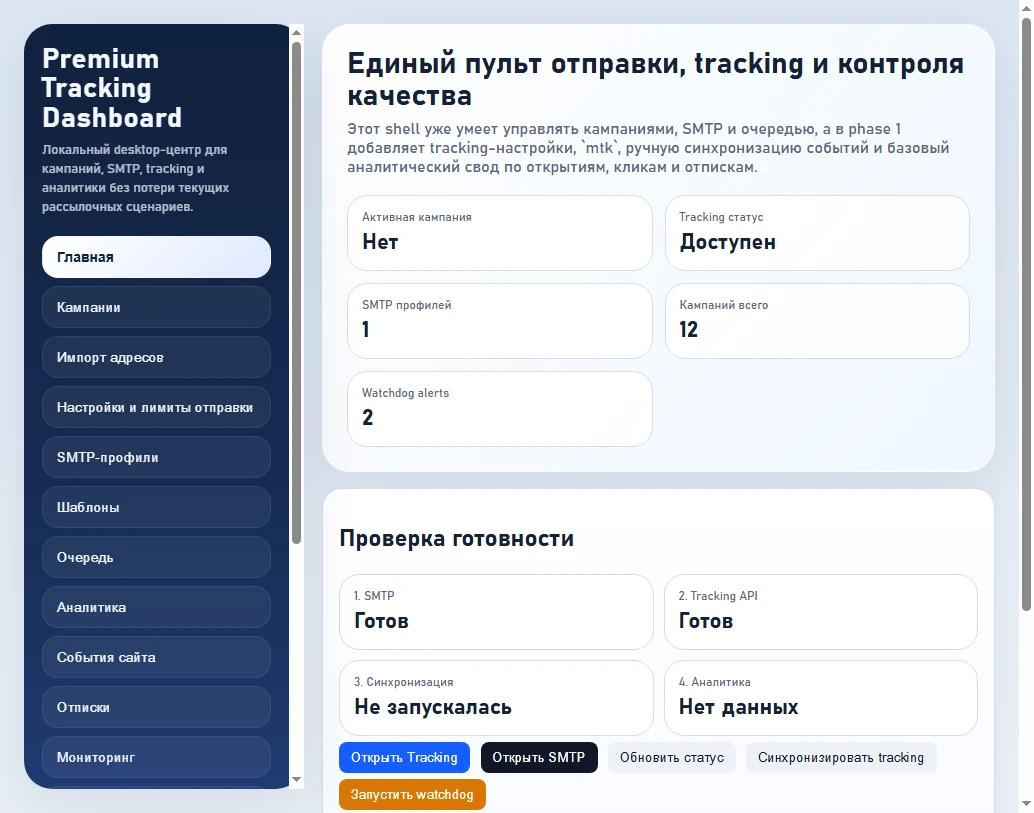 Premium
Tracking
Dashboard
Локальный desktop-центр для
кампаний, SMTP, tracking и
аналитики без потери текущих
рассылочных сценариев.
Главная
Кампании
Импорт адресов
Настройки и лимиты отправки
SMTP-профили
Шаблоны
Очередь
Аналитика
События сайта
Отписки
Мониторинг
Единый пульт отправки, tracking и контроля
качества
Этот shell уже умеет управлять кампаниями, SMTP и очередью, а в phase 1
добавляет tracking-настройки, `mtk`, ручную синхронизацию событий и базовый
аналитический свод по открытиям, кликам и отпискам.
Активная кампания
Нет
Tracking статус
Доступен
SMTP профилей
1
Кампаний всего
12
Watchdog alerts
2
Проверка готовности
1. SMTP
Готов
2. Tracking API
Готов
3. Синхронизация
Не запускалась
4. Аналитика
Нет данных
Открыть Tracking
Открыть SMTP
Обновить статус
Синхронизировать tracking
Запустить watchdog